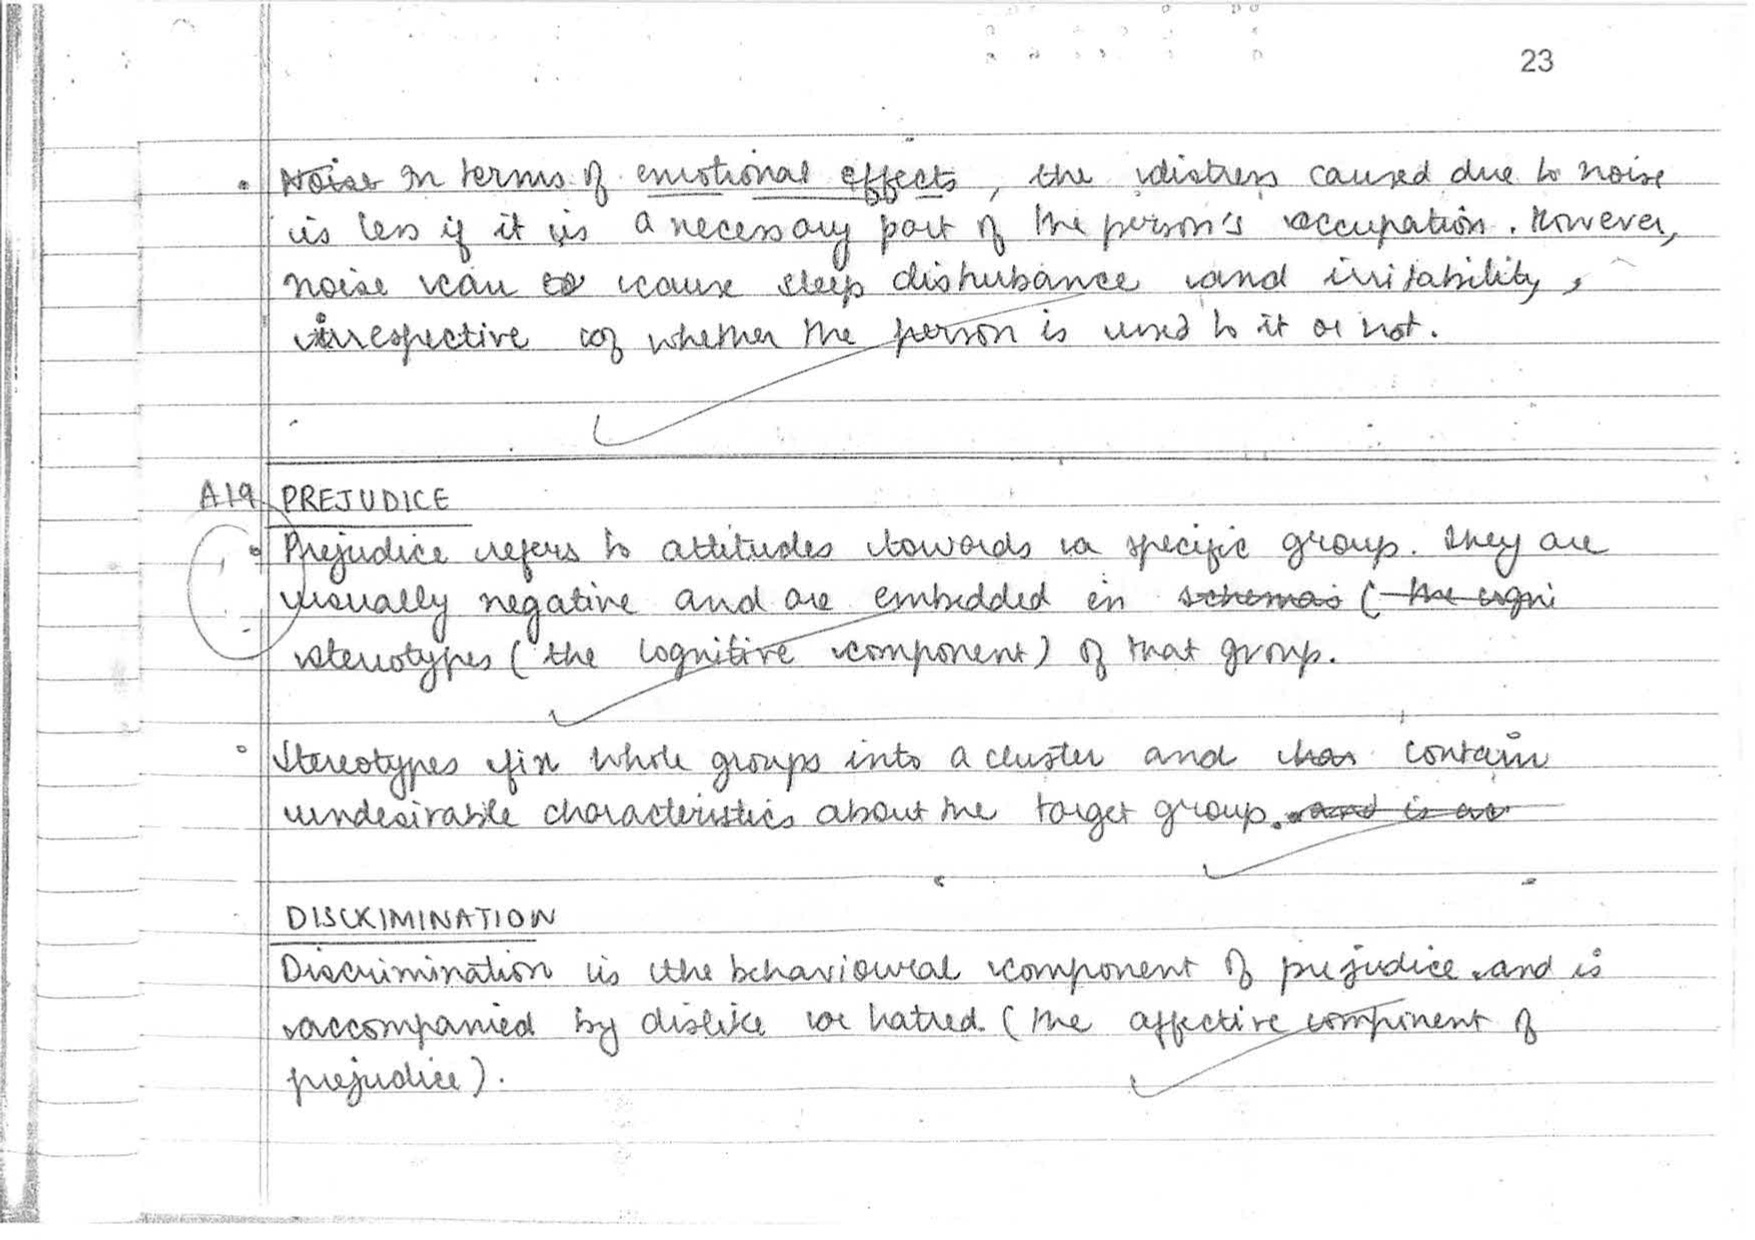 23
• Noise In terms of emotional effects, the distress caused due to noise
is less if it is a necessary part of the person's occupation. However,
noise can to cause sleep disturbance and irritability,
irrespective of whether the person is used to it or not.
A19 PREJUDICE
• Prejudice refers to attitudes towards a specific group. They are
usually negative and are embedded in schemas (the cogni
stereotypes (the cognitive component) of that group.
• Stereotypes fix whole groups into a cluster and has contain
undesirable characteristics about the target group. and is as
DISCRIMINATION
Discrimination is the behavioural component of prejudice and is
accompanied by dislike or hatred (the affective component of
prejudice).